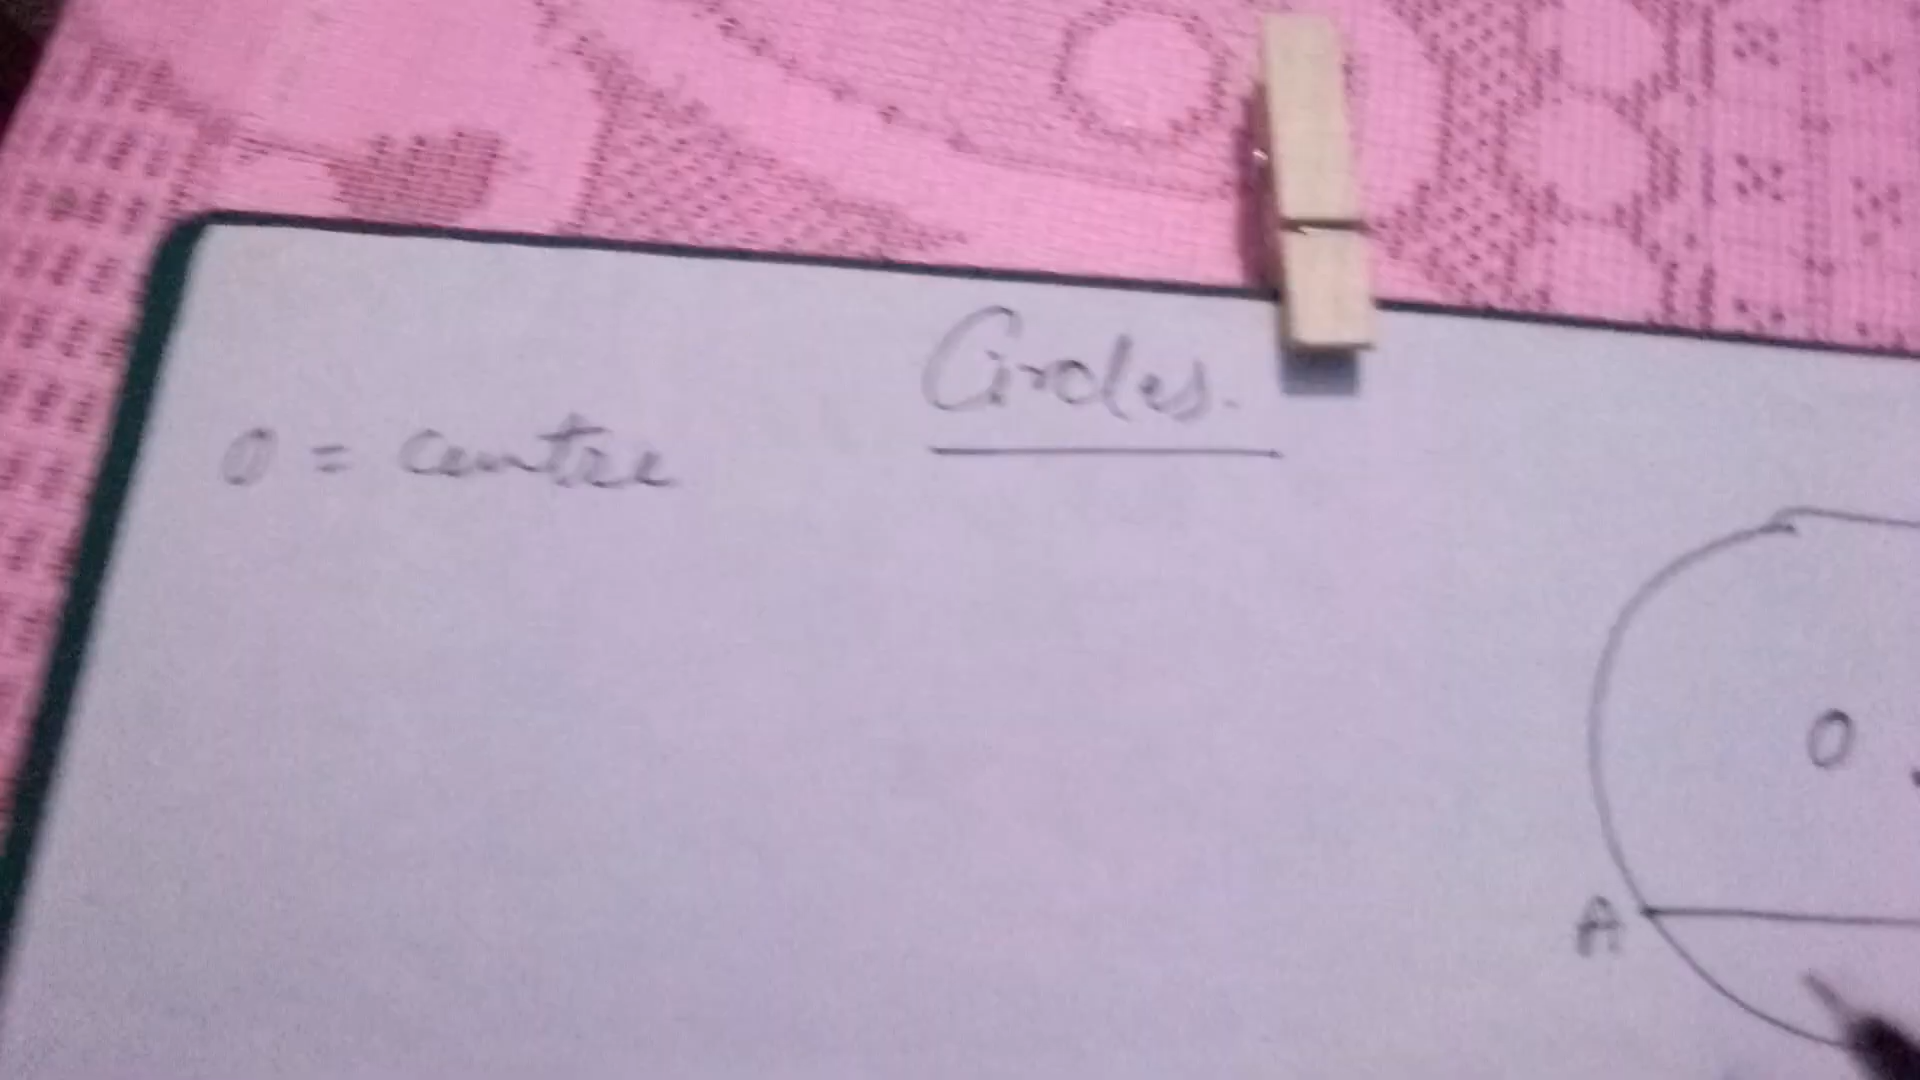 Circles.
O = centre
O
A